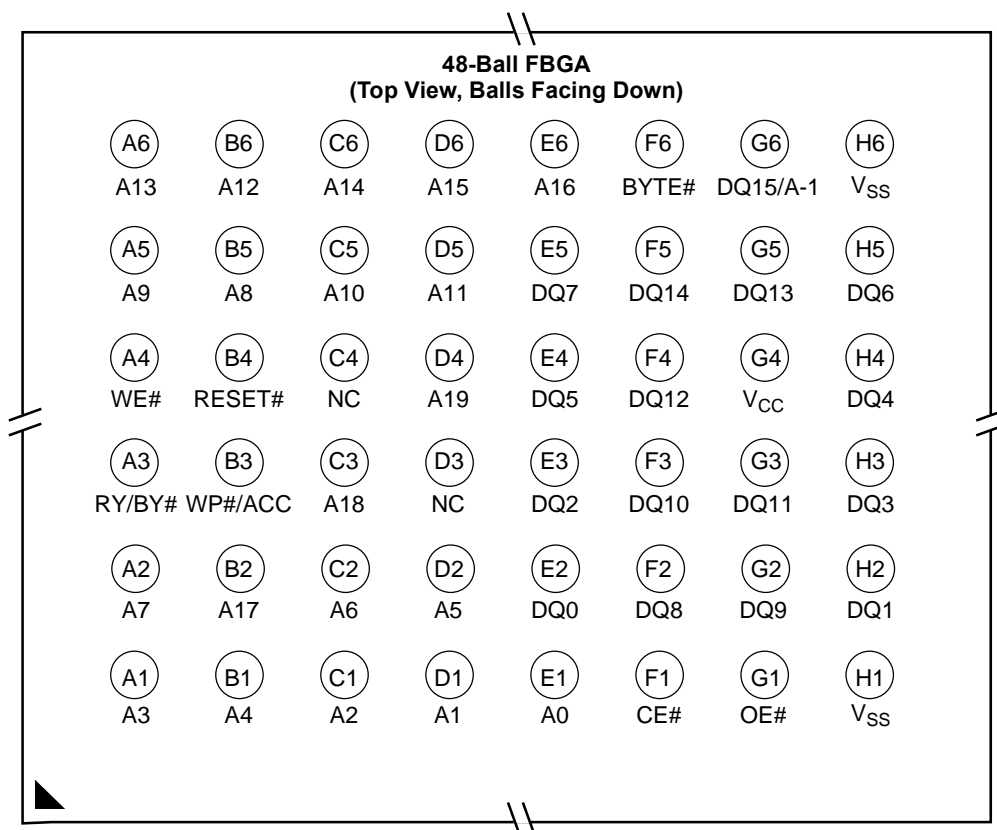 48-Ball FBGA
(Top View, Balls Facing Down)
A6 B6 C6 D6 E6 F6 G6 H6
A13 A12 A14 A15 A16 BYTE# DQ15/A-1 VSS
A5 B5 C5 D5 E5 F5 G5 H5
A9 A8 A10 A11 DQ7 DQ14 DQ13 DQ6
A4 B4 C4 D4 E4 F4 G4 H4
WE# RESET# NC A19 DQ5 DQ12 VCC DQ4
A3 B3 C3 D3 E3 F3 G3 H3
RY/BY# WP#/ACC A18 NC DQ2 DQ10 DQ11 DQ3
A2 B2 C2 D2 E2 F2 G2 H2
A7 A17 A6 A5 DQ0 DQ8 DQ9 DQ1
A1 B1 C1 D1 E1 F1 G1 H1
A3 A4 A2 A1 A0 CE# OE# VSS